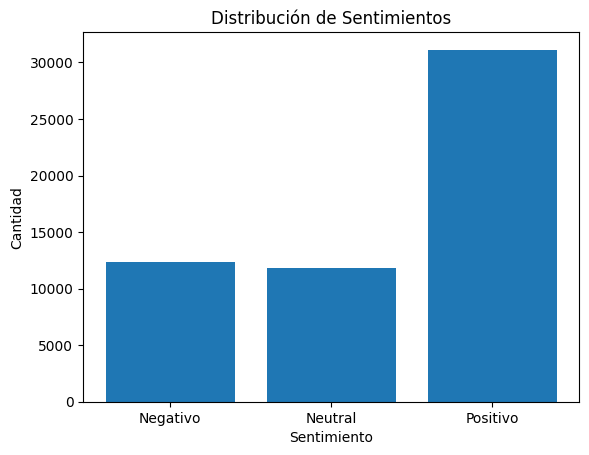 Distribución de Sentimientos
30000
25000
20000
15000
10000
5000
0
Cantidad
Negativo Neutral Positivo
Sentimiento